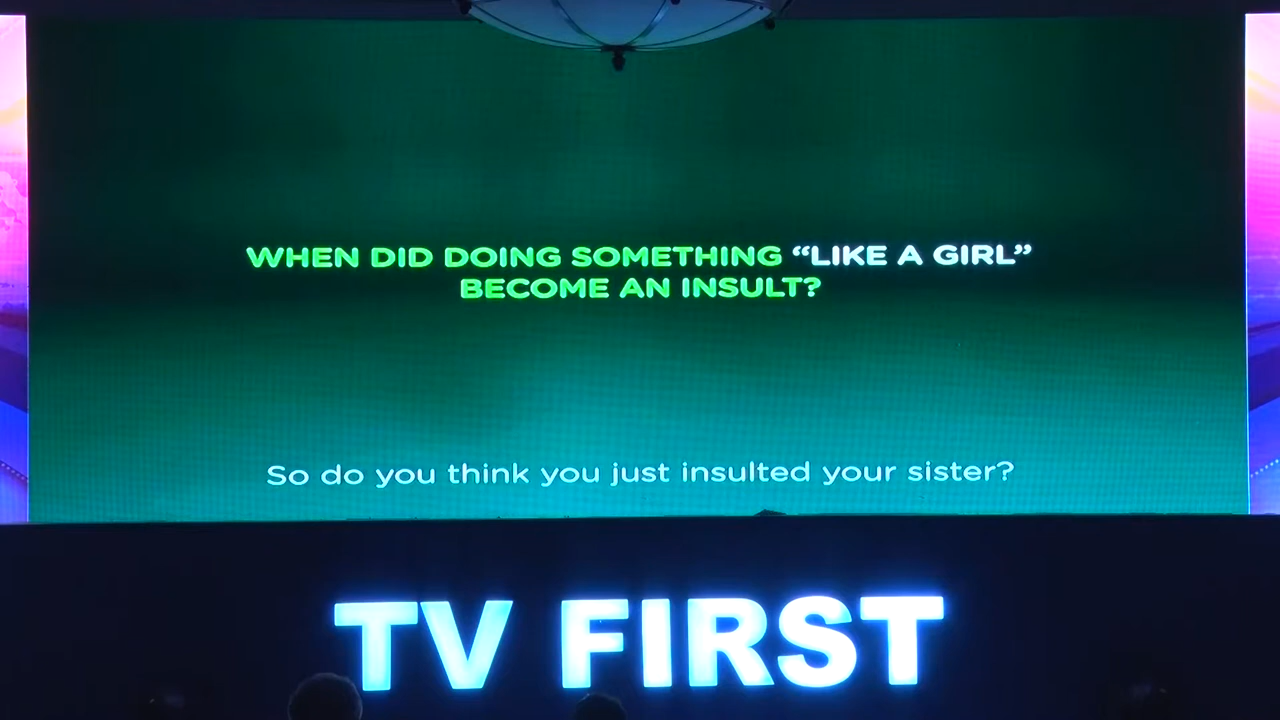 WHEN DID DOING SOMETHING “LIKE A GIRL”
BECOME AN INSULT?
So do you think you just insulted your sister?
TV FIRST